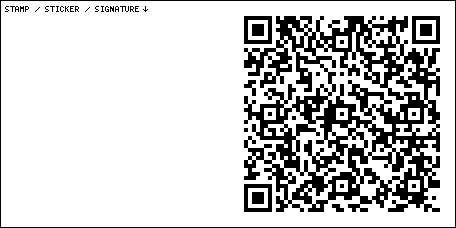 STAMP / STICKER / SIGNATURE ↓